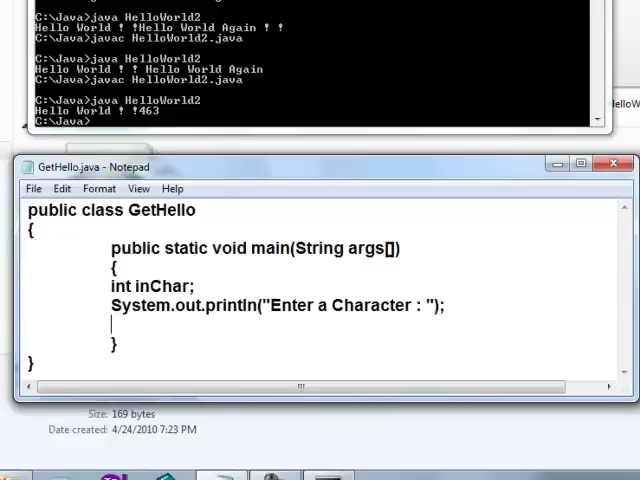 C:\Java>java HelloWorld2
Hello World ! !Hello World Again ! !
C:\Java>javac HelloWorld2.java
C:\Java>java HelloWorld2
Hello World ! ! Hello World Again
C:\Java>javac HelloWorld2.java
C:\Java>java HelloWorld2
Hello World ! !463
C:\Java>
HelloW
GetHello.java - Notepad
File Edit Format View Help
public class GetHello
{
public static void main(String args[])
{
int inChar;
System.out.println("Enter a Character : ");
}
}
Size: 169 bytes
Date created: 4/24/2010 7:23 PM